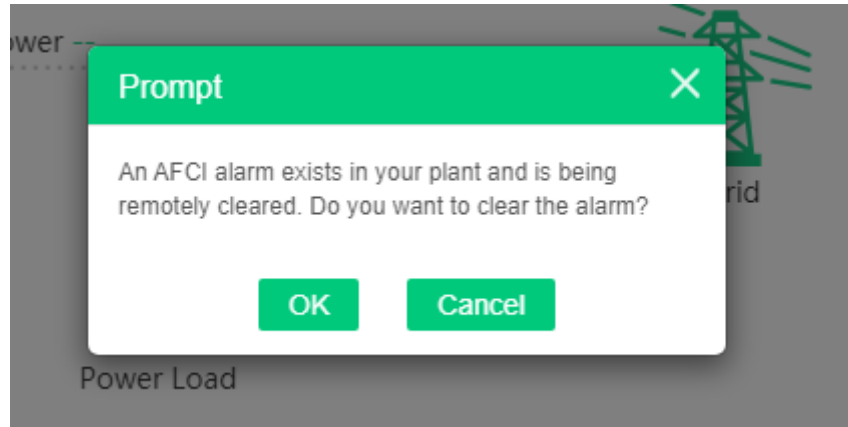 ower --
Prompt
An AFCI alarm exists in your plant and is being
remotely cleared. Do you want to clear the alarm?
rid
OK Cancel
Power Load